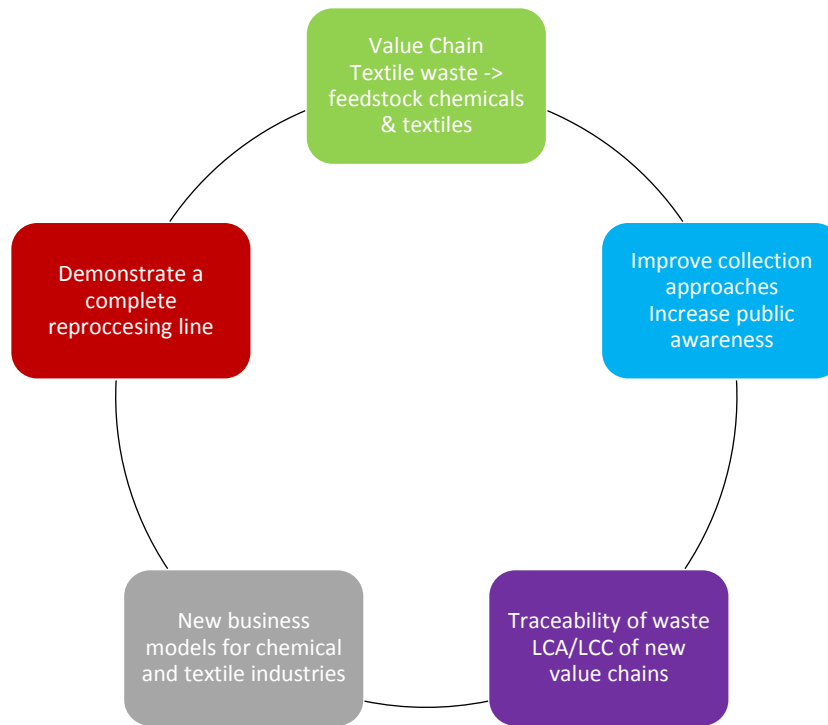 Value Chain
Textile waste ->
feedstock chemicals
& textiles
Improve collection
approaches
Increase public
awareness
Traceability of waste
LCA/LCC of new
value chains
New business
models for chemical
and textile industries
Demonstrate a
complete
reproccesing line